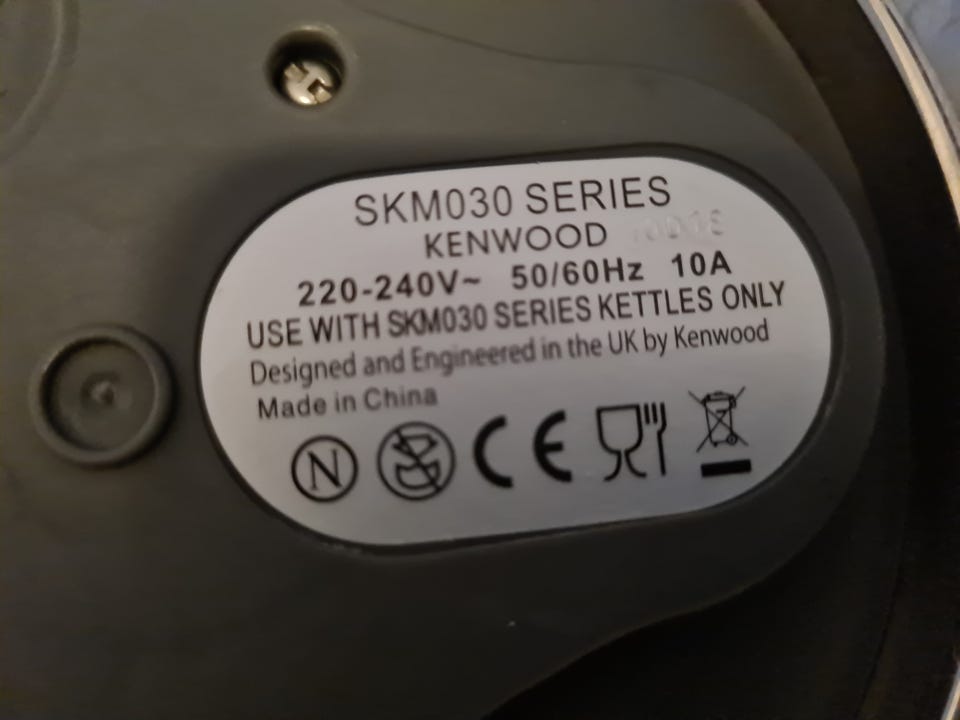 SKM030 SERIES
KENWOOD
220-240V~ 50/60Hz 10A
USE WITH SKM030 SERIES KETTLES ONLY
Designed and Engineered in the UK by Kenwood
Made in China
N CE